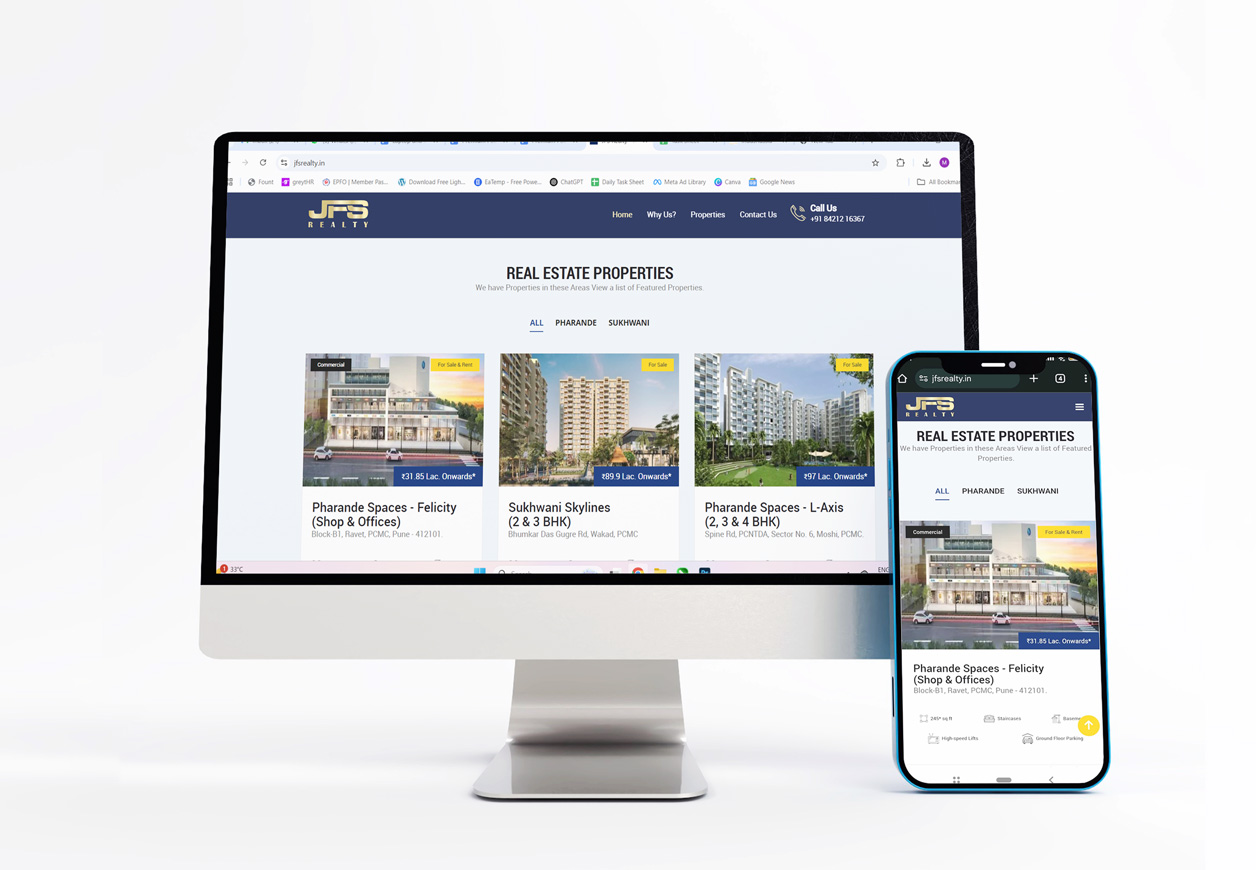 jfsrealty.in
Fount greytHR EPFO | Member Pas... Download Free Ligh... EaTemp - Free Powe... ChatGPT Daily Task Sheet Meta Ad Library Canva Google News All Bookmar
JFS
REALTY
Home Why Us? Properties Contact Us
Call Us
+91 84212 16367
REAL ESTATE PROPERTIES
We have Properties in these Areas View a list of Featured Properties.
ALL PHARANDE SUKHWANI
Commercial For Sale & Rent
₹31.85 Lac. Onwards*
Pharande Spaces - Felicity
(Shop & Offices)
Block-B1, Ravet, PCMC, Pune - 412101.
For Sale
₹89.9 Lac. Onwards*
Sukhwani Skylines
(2 & 3 BHK)
Bhumkar Das Gugre Rd, Wakad, PCMC
For Sale
₹97 Lac. Onwards*
Pharande Spaces - L-Axis
(2, 3 & 4 BHK)
Spine Rd, PCNTDA, Sector No. 6, Moshi, PCMC.
1 33°C
ENG
jfsrealty.in 4
JFS
REALTY
REAL ESTATE PROPERTIES
We have Properties in these Areas View a list of Featured
Properties.
ALL PHARANDE SUKHWANI
Commercial For Sale & Rent
₹31.85 Lac. Onwards*
Pharande Spaces - Felicity
(Shop & Offices)
Block-B1, Ravet, PCMC, Pune - 412101.
245* sq.ft Staircases Basem
High-speed Lifts Ground Floor Parking